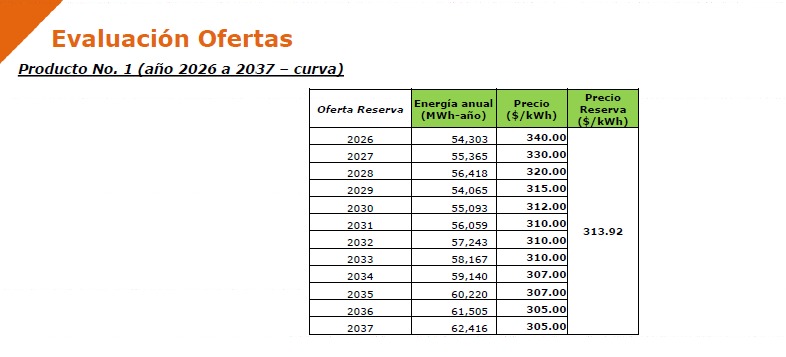 Evaluación Ofertas
Producto No. 1 (año 2026 a 2037 – curva)
Oferta Reserva Energía anual (MWh-año) Precio ($/kWh) Precio Reserva ($/kWh)
2026 54,303 340.00
2027 55,365 330.00
2028 56,418 320.00
2029 54,065 315.00
2030 55,093 312.00
2031 56,059 310.00
313.92
2032 57,243 310.00
2033 58,167 310.00
2034 59,140 307.00
2035 60,220 307.00
2036 61,505 305.00
2037 62,416 305.00